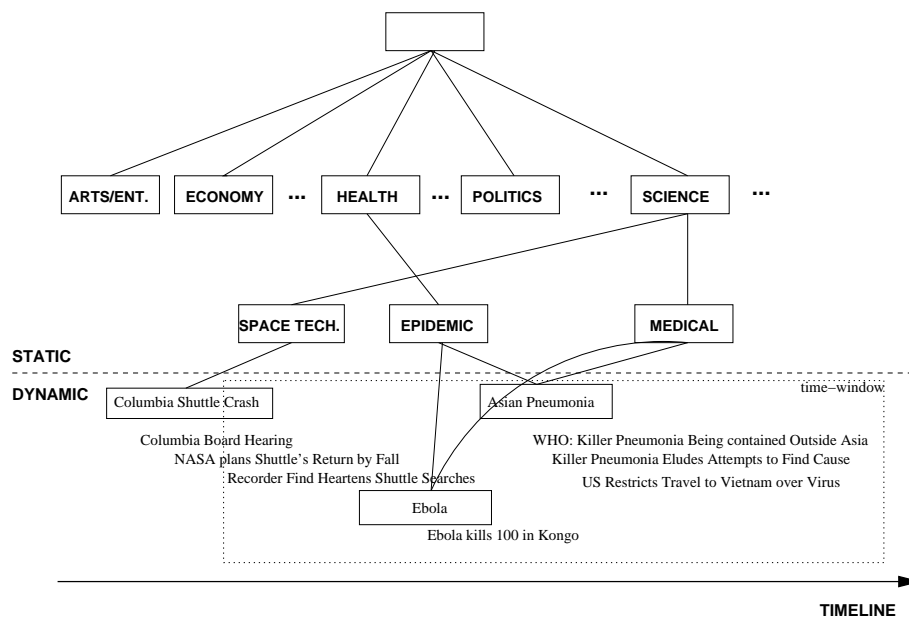 ARTS/ENT.
ECONOMY
...
HEALTH
...
POLITICS
...
SCIENCE
...
SPACE TECH.
EPIDEMIC
MEDICAL
STATIC
DYNAMIC
time-window
Columbia Shuttle Crash
Asian Pneumonia
Columbia Board Hearing
NASA plans Shuttle's Return by Fall
Recorder Find Heartens Shuttle Searches
WHO: Killer Pneumonia Being contained Outside Asia
Killer Pneumonia Eludes Attempts to Find Cause
US Restricts Travel to Vietnam over Virus
Ebola
Ebola kills 100 in Kongo
TIMELINE